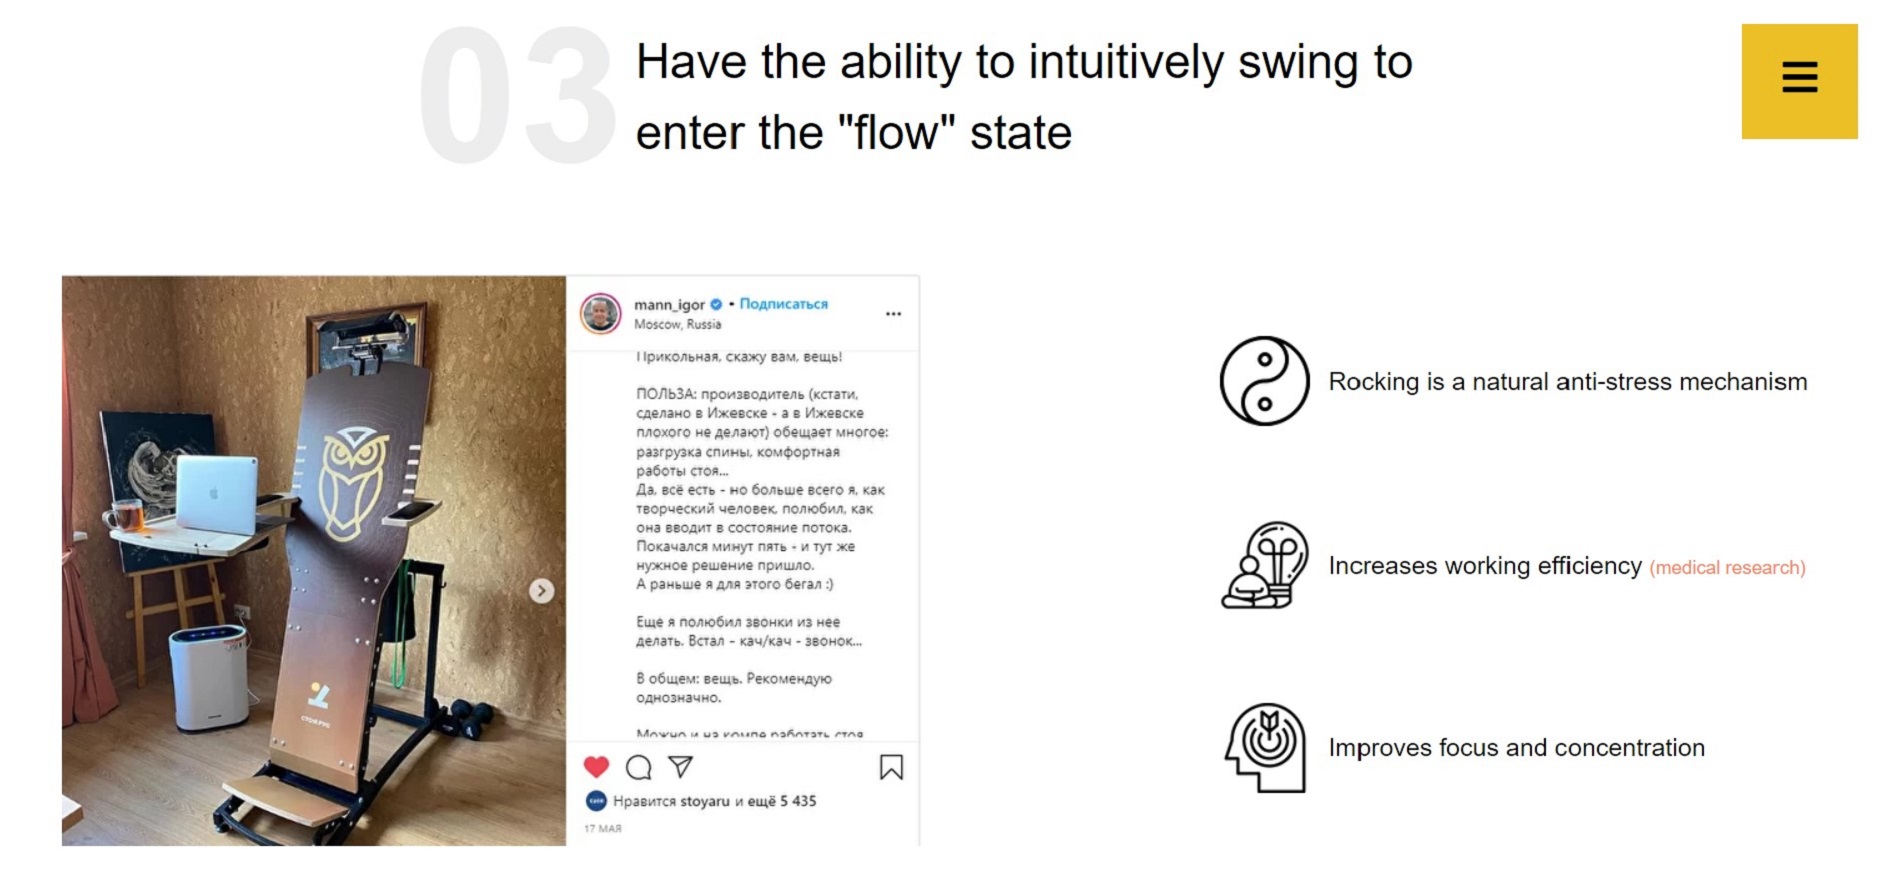 03
Have the ability to intuitively swing to
enter the "flow" state
mann_igor • Подписаться
Moscow, Russia
Прикольная, скажу вам, вещь!
ПОЛЬЗА: производитель (кстати,
сделано в Ижевске - а в Ижевске
плохого не делают) обещает многое:
разгрузка спины, комфортная
работы стоя...
Да, всё есть - но больше всего я, как
творческий человек, полюбил, как
она вводит в состояние потока.
Покачался минут пять - и тут же
нужное решение пришло.
А раньше я для этого бегал :)
Еще я полюбил звонки из нее
делать. Встал - кач/кач - звонок...
В общем: вещь. Рекомендую
однозначно.
Можно и на компе работать стоя
Нравится stoyaru и ещё 5 435
17 МАЯ
Rocking is a natural anti-stress mechanism
Increases working efficiency (medical research)
Improves focus and concentration